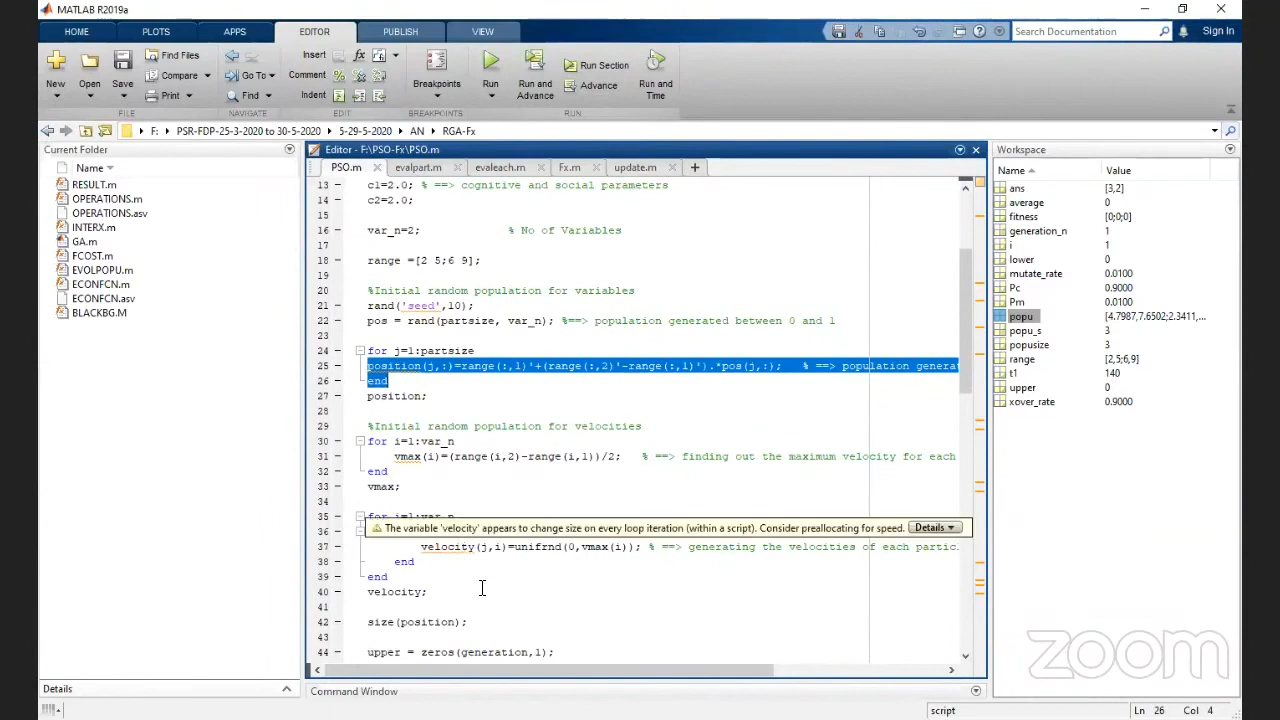 MATLAB R2019a
HOME PLOTS APPS EDITOR PUBLISH VIEW Search Documentation Sign In
New Open Save Find Files Compare Print Go To Find Insert fx Comment Indent Breakpoints Run Run and Advance Run Section Advance Run and Time
FILE NAVIGATE EDIT BREAKPOINTS RUN
F: PSR-FDP-25-3-2020 to 30-5-2020 5-29-5-2020 AN RGA-Fx
Current Folder
Name
RESULT.m
OPERATIONS.m
OPERATIONS.asv
INTERX.m
GA.m
FCOST.m
EVOLPOPU.m
ECONFCN.m
ECONFCN.asv
BLACKBG.M
Details
Editor - F:\PSO-Fx\PSO.m
PSO.m evalpart.m evaleach.m Fx.m update.m
13 c1=2.0; % ==> cognitive and social parameters
14 c2=2.0;
15
16 var_n=2; % No of Variables
17
18 range =[2 5;6 9];
19
20 %Initial random population for variables
21 rand('seed',10);
22 pos = rand(partsize, var_n); %==> population generated between 0 and 1
23
24 for j=1:partsize
25 position(j,:)=range(:,1)'+(range(:,2)'-range(:,1)').*pos(j,:); % ==> population generat
26 end
27 position;
28
29 %Initial random population for velocities
30 for i=1:var_n
31 vmax(i)=(range(i,2)-range(i,1))/2; % ==> finding out the maximum velocity for each
32 end
33 vmax;
34
35 for i=1:var_n
36 The variable 'velocity' appears to change size on every loop iteration (within a script). Consider preallocating for speed. Details
37 velocity(j,i)=unifrnd(0,vmax(i)); % ==> generating the velocities of each partic
38 end
39 end
40 velocity;
41
42 size(position);
43
44 upper = zeros(generation,1);
Command Window
Workspace
Name Value
ans [3,2]
average 0
fitness [0;0;0]
generation_n 1
i 1
lower 0
mutate_rate 0.0100
Pc 0.9000
Pm 0.0100
popu [4.7987,7.6502;2.3411,...
popu_s 3
popusize 3
range [2,5;6,9]
t1 140
upper 0
xover_rate 0.9000
zoom
script Ln 26 Col 4